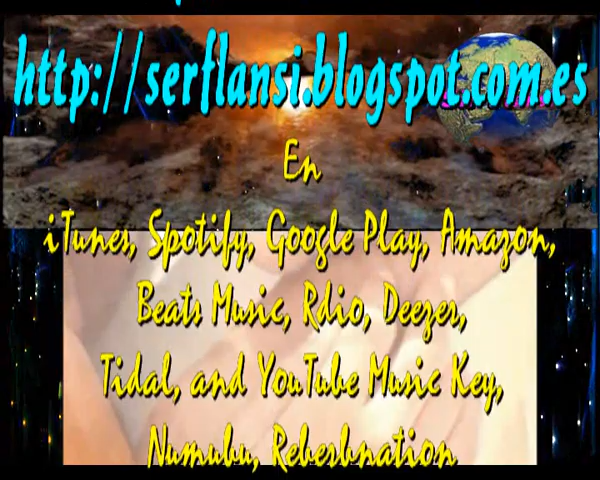 http://serflansi.blogspot.com.es
En
iTunes, Spotify, Google Play, Amazon,
Beats Music, Rdio, Deezer,
Tidal, and YouTube Music Key,
Numubu, Reberbnation